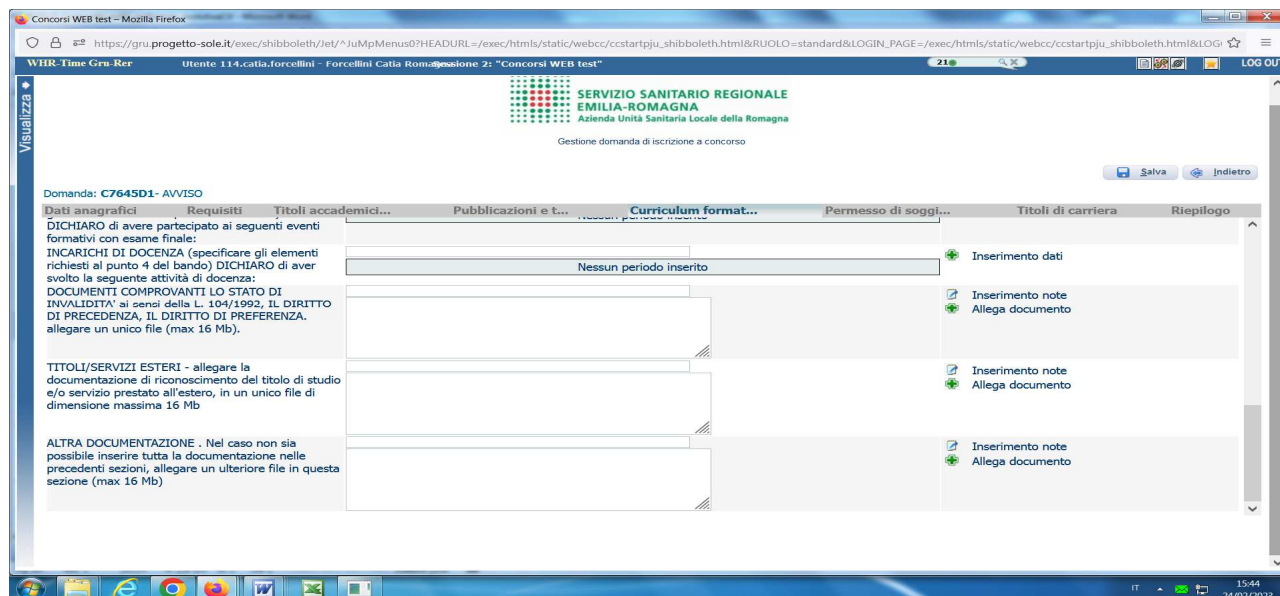 Concorsi WEB test – Mozilla Firefox
https://gru.progetto-sole.it/exec/shibboleth/Jet/^JuMpMenus0?HEADURL=/exec/htmls/static/webcc/ccstartpju_shibboleth.html&RUOLO=standard&LOGIN_PAGE=/exec/htmls/static/webcc/ccstartpju_shibboleth.html&LOG
WHR-Time Gru-Rer
Utente 114.catia.forcellini - Forcellini Catia
2: "Concorsi WEB test"
21
LOG OU
Visualizza
SERVIZIO SANITARIO REGIONALE
EMILIA-ROMAGNA
Azienda Unità Sanitaria Locale della Romagna
Gestione domanda di iscrizione a concorso
Salva Indietro
Domanda: C7645D1- AVVISO
Dati anagrafici Requisiti Titoli accademici... Pubblicazioni e t... Curriculum format... Permesso di soggi... Titoli di carriera Riepilogo
DICHIARO di avere partecipato ai seguenti eventi
formativi con esame finale:
Nessun periodo inserito
INCARICHI DI DOCENZA (specificare gli elementi
richiesti al punto 4 del bando) DICHIARO di aver
svolto la seguente attività di docenza:
Nessun periodo inserito
Inserimento dati
DOCUMENTI COMPROVANTI LO STATO DI
INVALIDITA' ai sensi della L. 104/1992, IL DIRITTO
DI PRECEDENZA, IL DIRITTO DI PREFERENZA.
allegare un unico file (max 16 Mb).
Inserimento note
Allega documento
TITOLI/SERVIZI ESTERI - allegare la
documentazione di riconoscimento del titolo di studio
e/o servizio prestato all'estero, in un unico file di
dimensione massima 16 Mb
Inserimento note
Allega documento
ALTRA DOCUMENTAZIONE . Nel caso non sia
possibile inserire tutta la documentazione nelle
precedenti sezioni, allegare un ulteriore file in questa
sezione (max 16 Mb)
Inserimento note
Allega documento
IT
15:44
24/02/2023